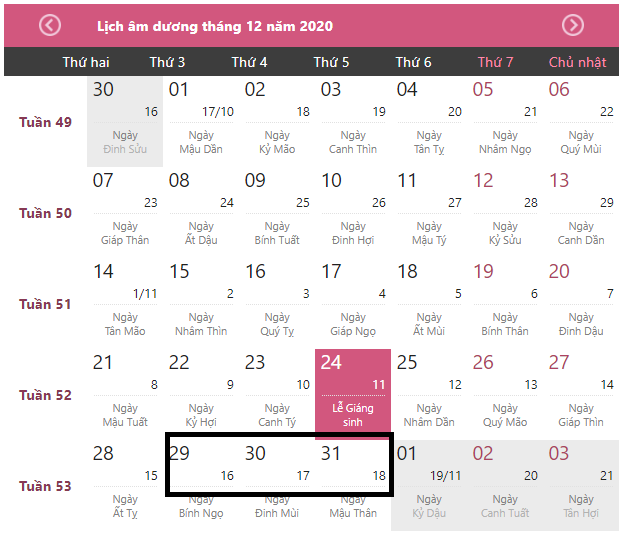 Lịch âm dương tháng 12 năm 2020
Thứ hai Thứ 3 Thứ 4 Thứ 5 Thứ 6 Thứ 7 Chủ nhật
30 01 02 03 04 05 06
Tuần 49 16 17/10 18 19 20 21 22
Ngày Ngày Ngày Ngày Ngày Ngày Ngày
Đinh Sửu Mậu Dần Kỷ Mão Canh Thìn Tân Tỵ Nhâm Ngọ Quý Mùi
07 08 09 10 11 12 13
Tuần 50 23 24 25 26 27 28 29
Ngày Ngày Ngày Ngày Ngày Ngày Ngày
Giáp Thân Ất Dậu Bính Tuất Đinh Hợi Mậu Tý Kỷ Sửu Canh Dần
14 15 16 17 18 19 20
Tuần 51 1/11 2 3 4 5 6 7
Ngày Ngày Ngày Ngày Ngày Ngày Ngày
Tân Mão Nhâm Thìn Quý Tỵ Giáp Ngọ Ất Mùi Bính Thân Đinh Dậu
21 22 23 24 25 26 27
Tuần 52 8 9 10 11 12 13 14
Ngày Ngày Ngày Lễ Giáng Ngày Ngày Ngày
Mậu Tuất Kỷ Hợi Canh Tý sinh Nhâm Dần Quý Mão Giáp Thìn
28 29 30 31 01 02 03
Tuần 53 15 16 17 18 19/11 20 21
Ngày Ngày Ngày Ngày Ngày Ngày Ngày
Ất Tỵ Bính Ngọ Đinh Mùi Mậu Thân Kỷ Dậu Canh Tuất Tân Hợi